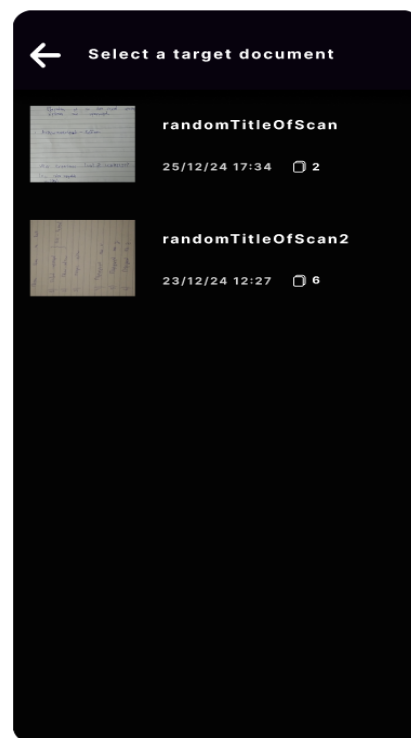 Select a target document
randomTitleOfScan
25/12/24 17:34 2
randomTitleOfScan2
23/12/24 12:27 6